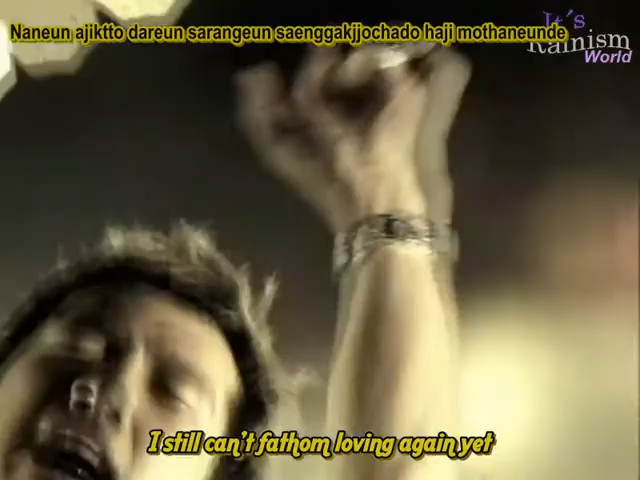 Naneun ajiktto dareun sarangeun saenggakjjochado haji mothaneunde
It´s
Rainism
World
I still can't fathom loving again yet